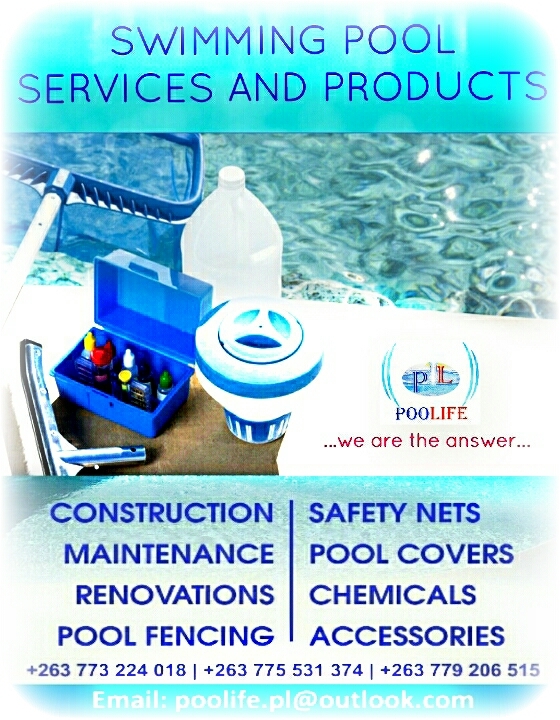 SWIMMING POOL
SERVICES AND PRODUCTS
P L
POOLIFE
...we are the answer...
CONSTRUCTION
MAINTENANCE
RENOVATIONS
POOL FENCING
SAFETY NETS
POOL COVERS
CHEMICALS
ACCESSORIES
+263 773 224 018 | +263 775 531 374 | +263 779 206 515
Email: poolife.pl@outlook.com